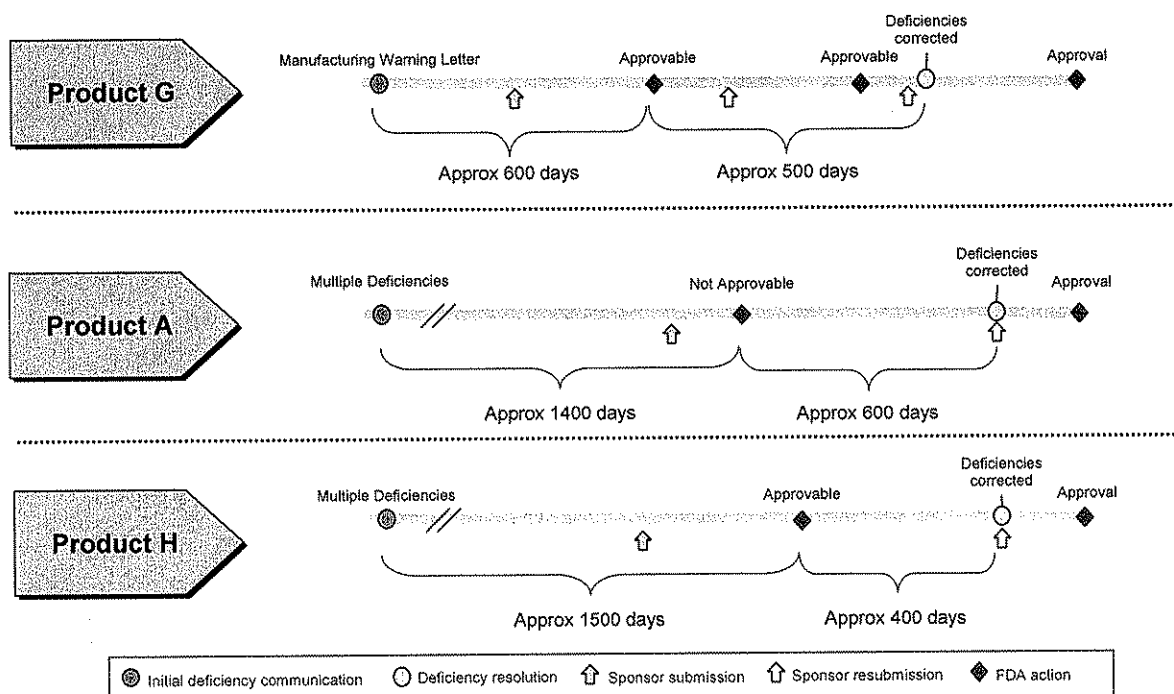 Product G
Manufacturing Warning Letter
Approvable
Approvable
Deficiencies
corrected
Approval
Approx 600 days
Approx 500 days
Product A
Multiple Deficiencies
Not Approvable
Deficiencies
corrected
Approval
Approx 1400 days
Approx 600 days
Product H
Multiple Deficiencies
Approvable
Deficiencies
corrected
Approval
Approx 1500 days
Approx 400 days
Initial deficiency communication
Deficiency resolution
Sponsor submission
Sponsor resubmission
FDA action